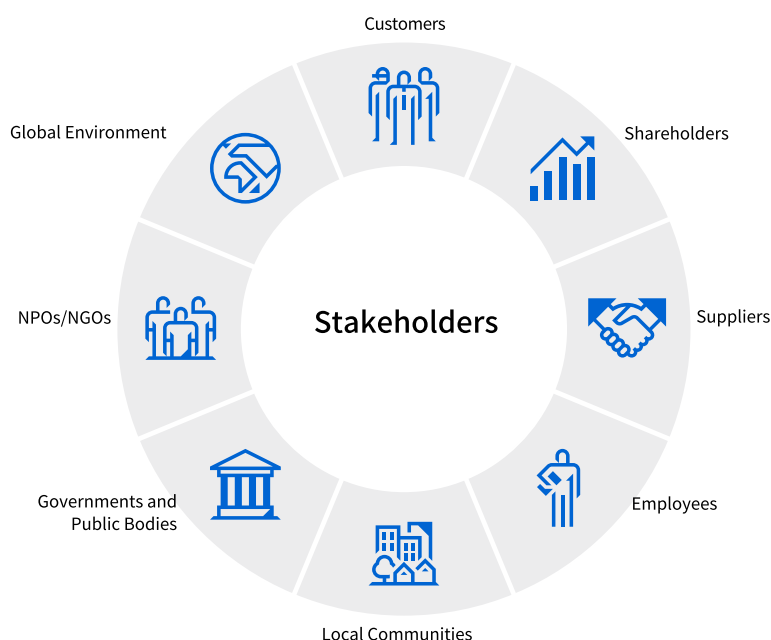 Customers
Global Environment
Shareholders
NPOs/NGOs
Stakeholders
Suppliers
Governments and
Public Bodies
Employees
Local Communities